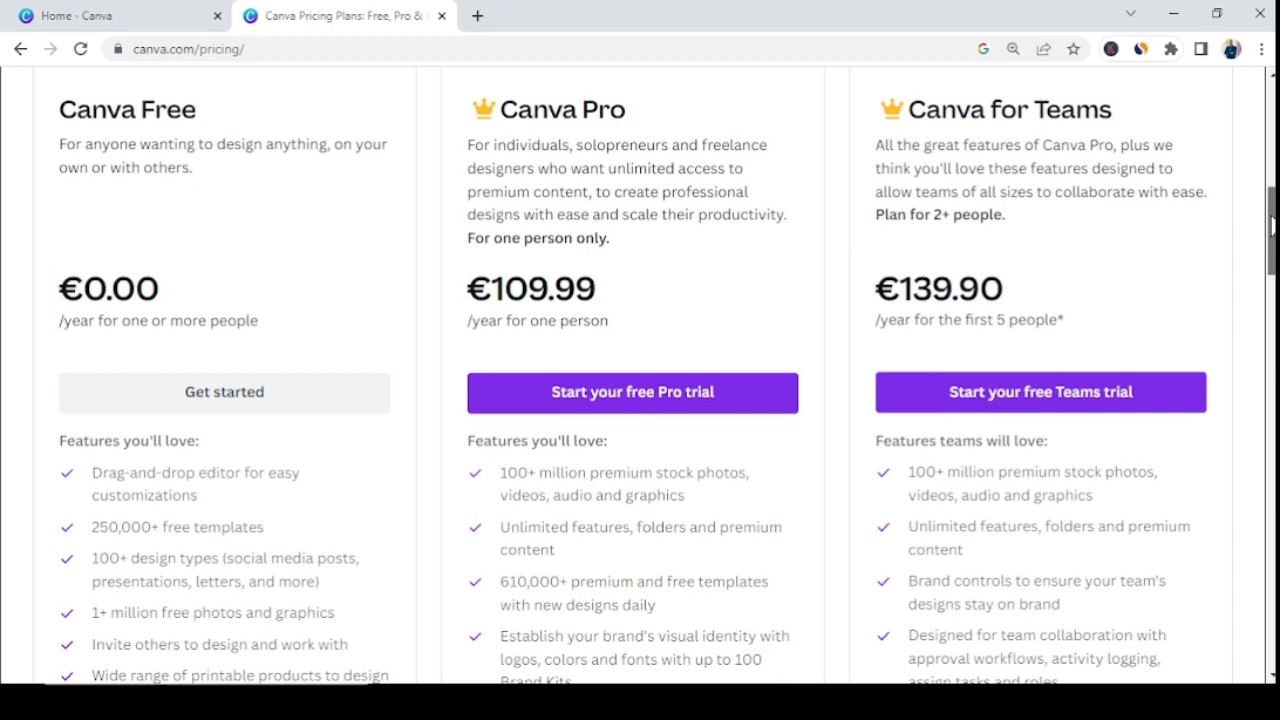 Home - Canva
Canva Pricing Plans: Free, Pro &
canva.com/pricing/
Canva Free
For anyone wanting to design anything, on your
own or with others.
€0.00
/year for one or more people
Get started
Features you'll love:
Drag-and-drop editor for easy
customizations
250,000+ free templates
100+ design types (social media posts,
presentations, letters, and more)
1+ million free photos and graphics
Invite others to design and work with
Wide range of printable products to design
Canva Pro
For individuals, solopreneurs and freelance
designers who want unlimited access to
premium content, to create professional
designs with ease and scale their productivity.
For one person only.
€109.99
/year for one person
Start your free Pro trial
Features you'll love:
100+ million premium stock photos,
videos, audio and graphics
Unlimited features, folders and premium
content
610,000+ premium and free templates
with new designs daily
Establish your brand's visual identity with
logos, colors and fonts with up to 100
Brand Kits
Canva for Teams
All the great features of Canva Pro, plus we
think you'll love these features designed to
allow teams of all sizes to collaborate with ease.
Plan for 2+ people.
€139.90
/year for the first 5 people*
Start your free Teams trial
Features teams will love:
100+ million premium stock photos,
videos, audio and graphics
Unlimited features, folders and premium
content
Brand controls to ensure your team's
designs stay on brand
Designed for team collaboration with
approval workflows, activity logging,
assign tasks and roles